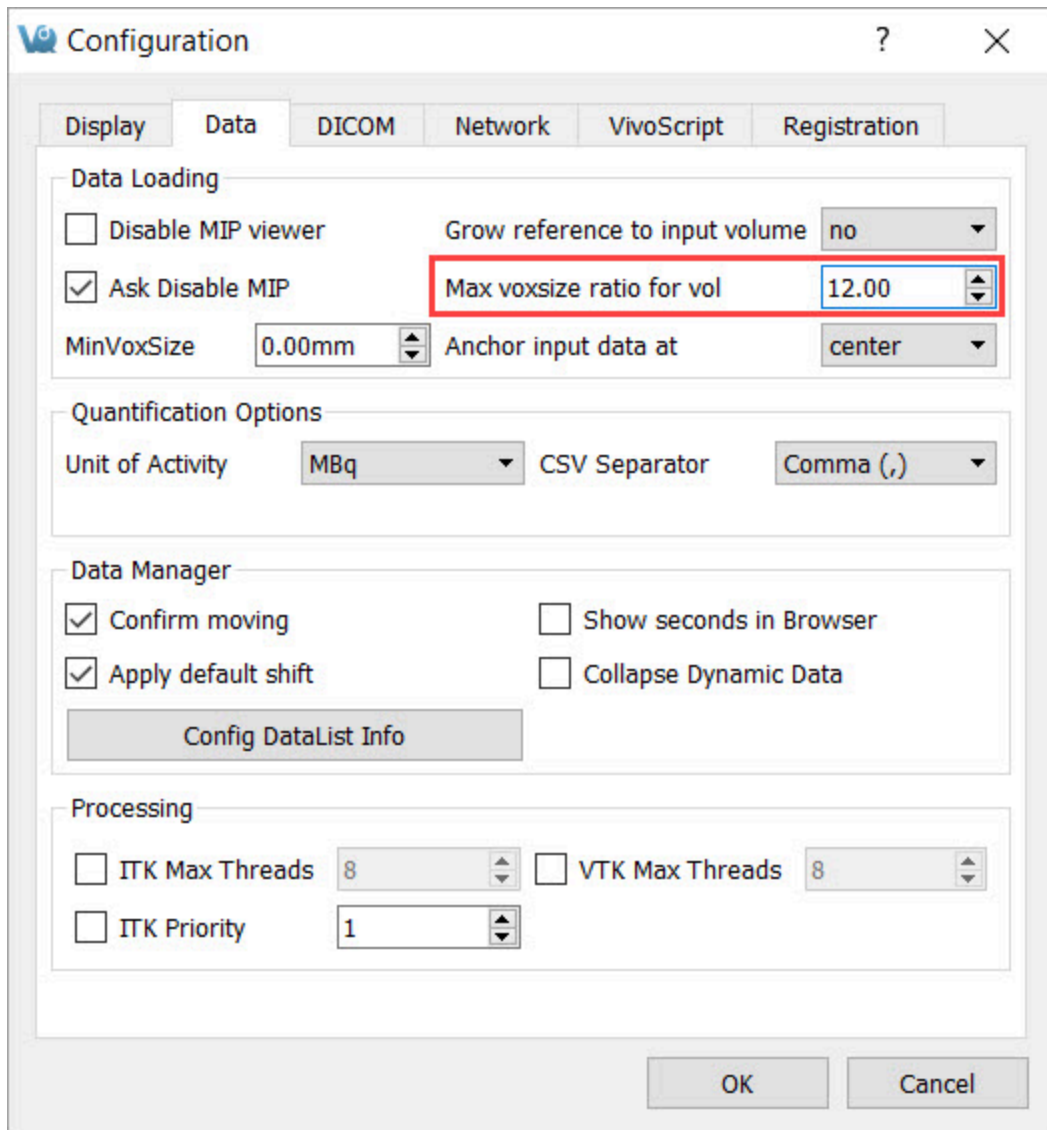 VQ Configuration ?
Display Data DICOM Network VivoScript Registration
Data Loading
Disable MIP viewer Grow reference to input volume no
Ask Disable MIP Max voxsize ratio for vol 12.00
MinVoxSize 0.00mm Anchor input data at center
Quantification Options
Unit of Activity MBq CSV Separator Comma (,)
Data Manager
Confirm moving Show seconds in Browser
Apply default shift Collapse Dynamic Data
Config DataList Info
Processing
ITK Max Threads 8 VTK Max Threads 8
ITK Priority 1
OK Cancel